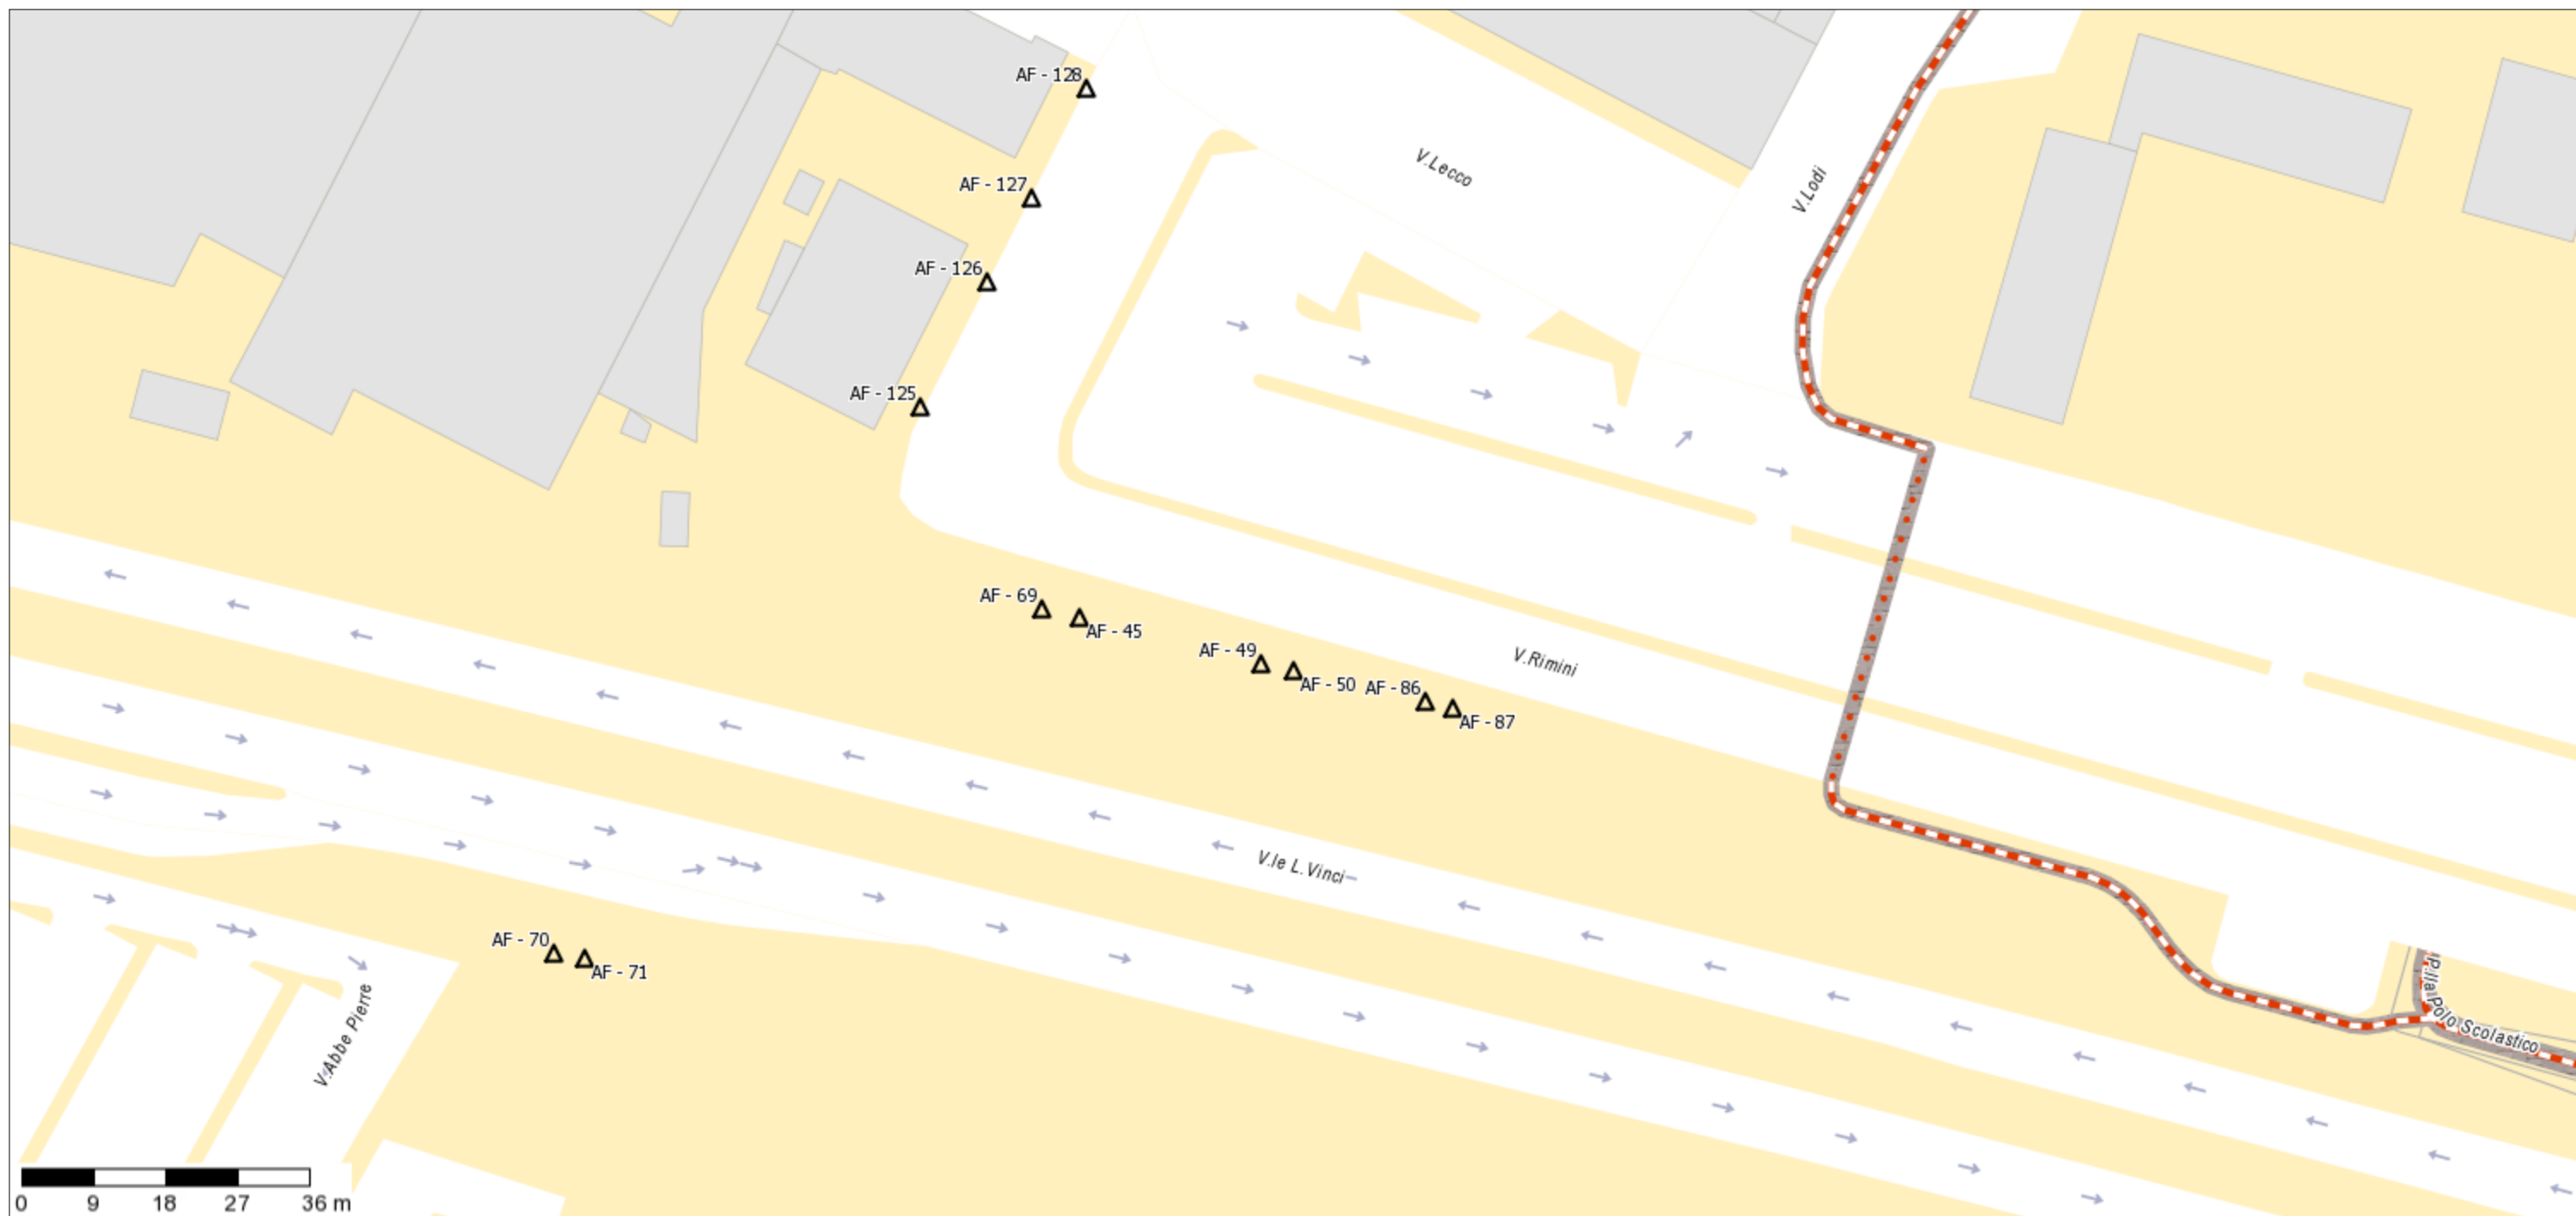 AF - 128
V.Lecco
V.Lodi
AF - 127
AF - 126
AF - 125
AF - 69
AF - 45
AF - 49
AF - 50
AF - 86
AF - 87
V.Rimini
V.le L.Vinci
AF - 70
AF - 71
V.Abbe Pierre
P.lla Polo Scolastico
0 9 18 27 36 m